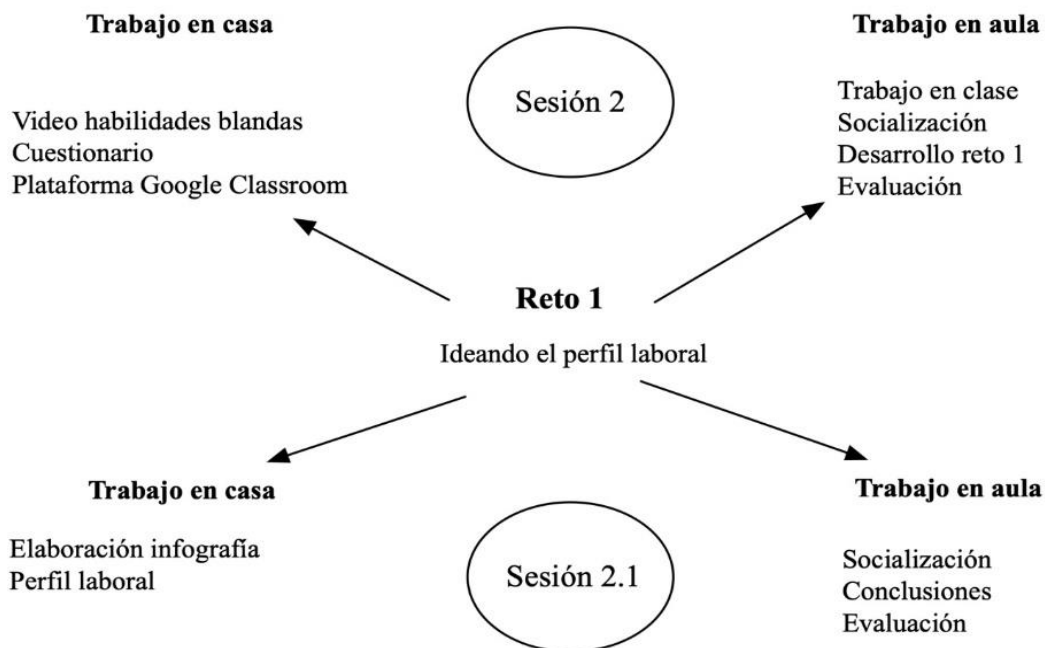 Trabajo en casa
Video habilidades blandas
Cuestionario
Plataforma Google Classroom
Sesión 2
Trabajo en aula
Trabajo en clase
Socialización
Desarrollo reto 1
Evaluación
Reto 1
Ideando el perfil laboral
Trabajo en casa
Elaboración infografía
Perfil laboral
Sesión 2.1
Trabajo en aula
Socialización
Conclusiones
Evaluación